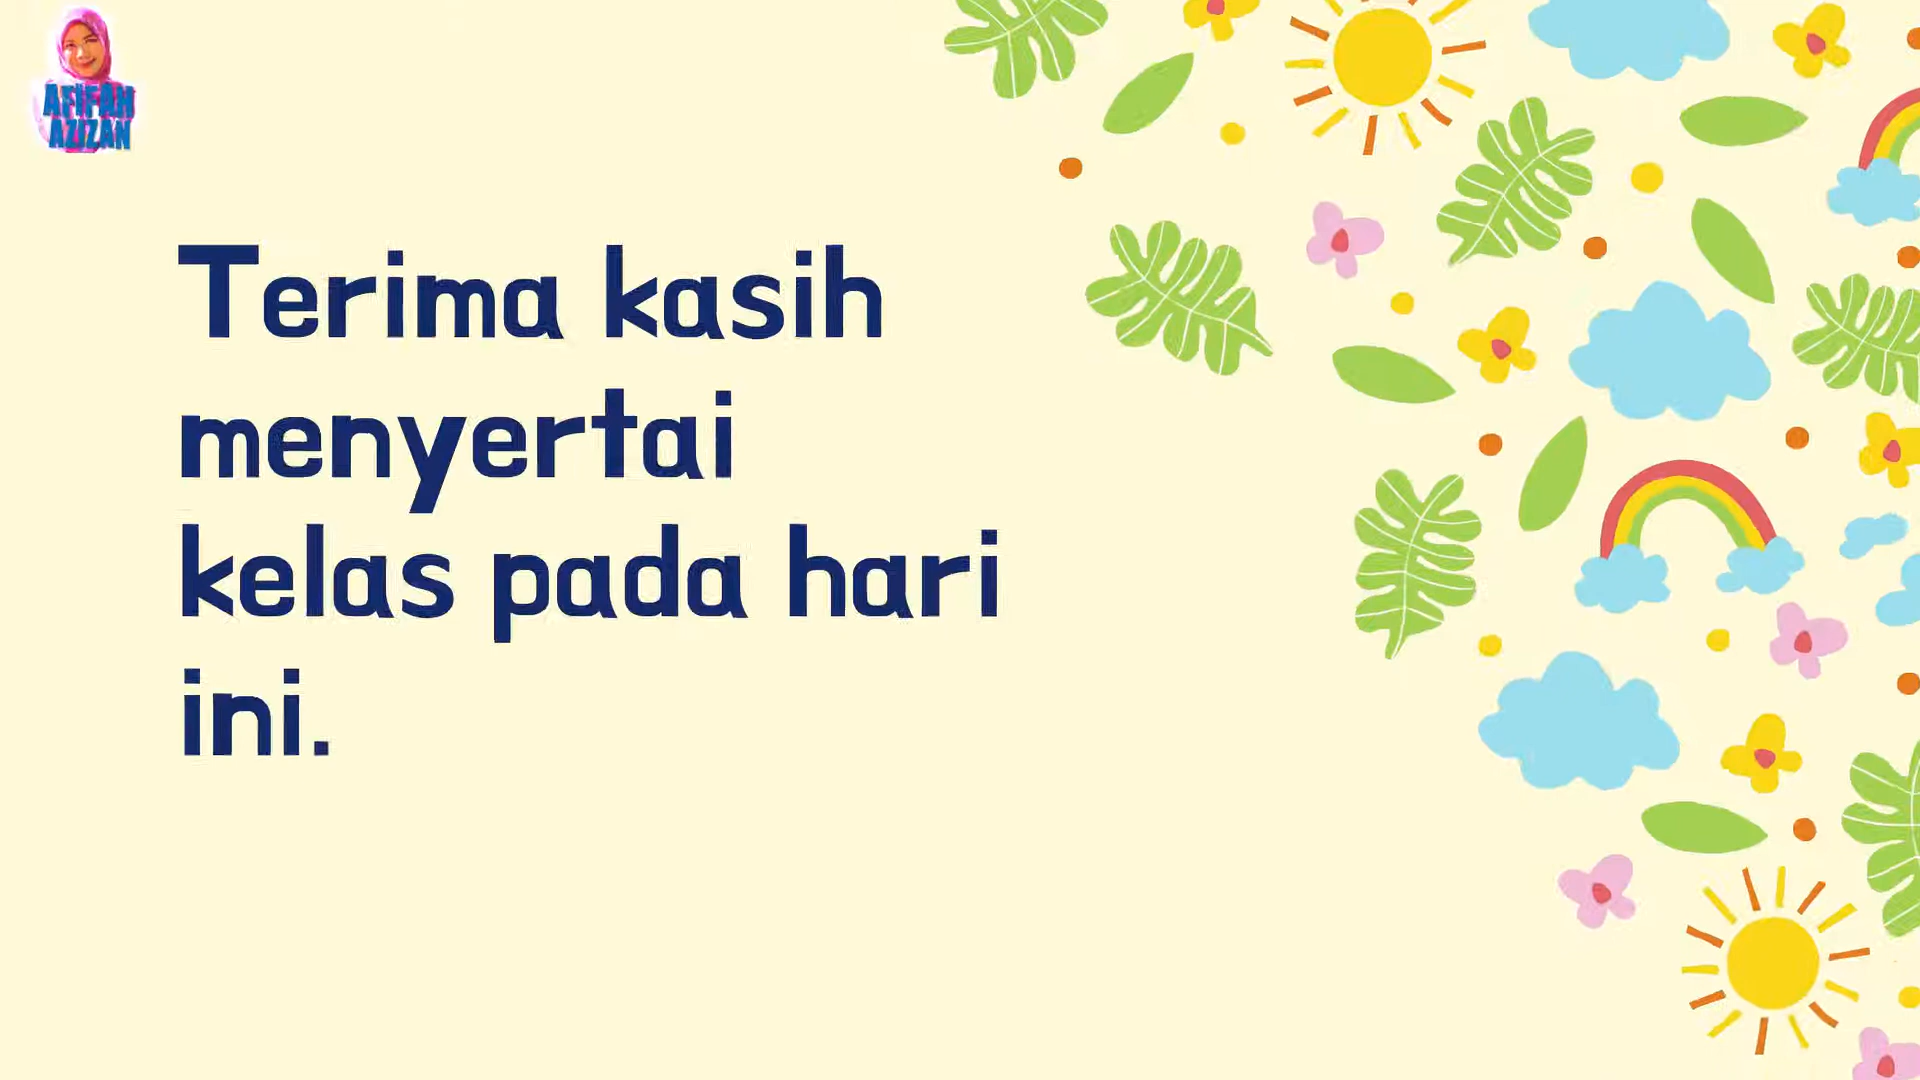 AFIFAH
AZIZAN
Terima kasih
menyertai
kelas pada hari
ini.